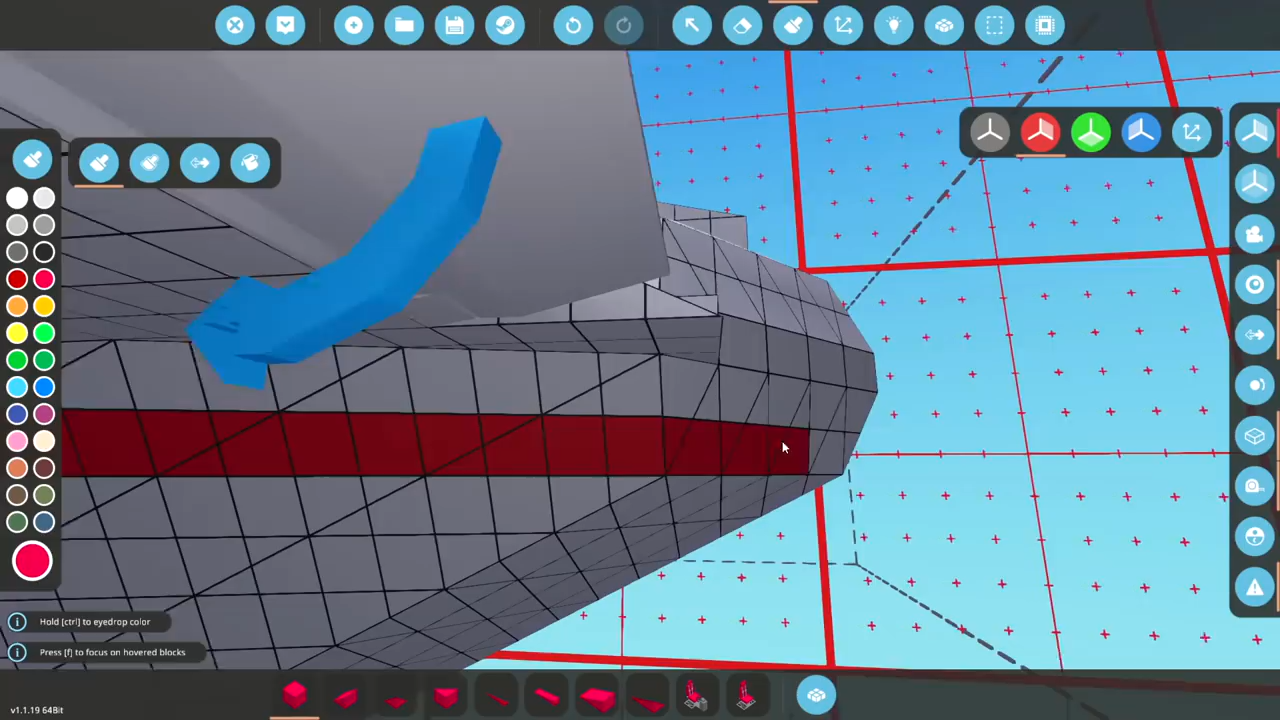 Hold [ctrl] to eyedrop color
Press [f] to focus on hovered blocks
v1.1.19 64Bit